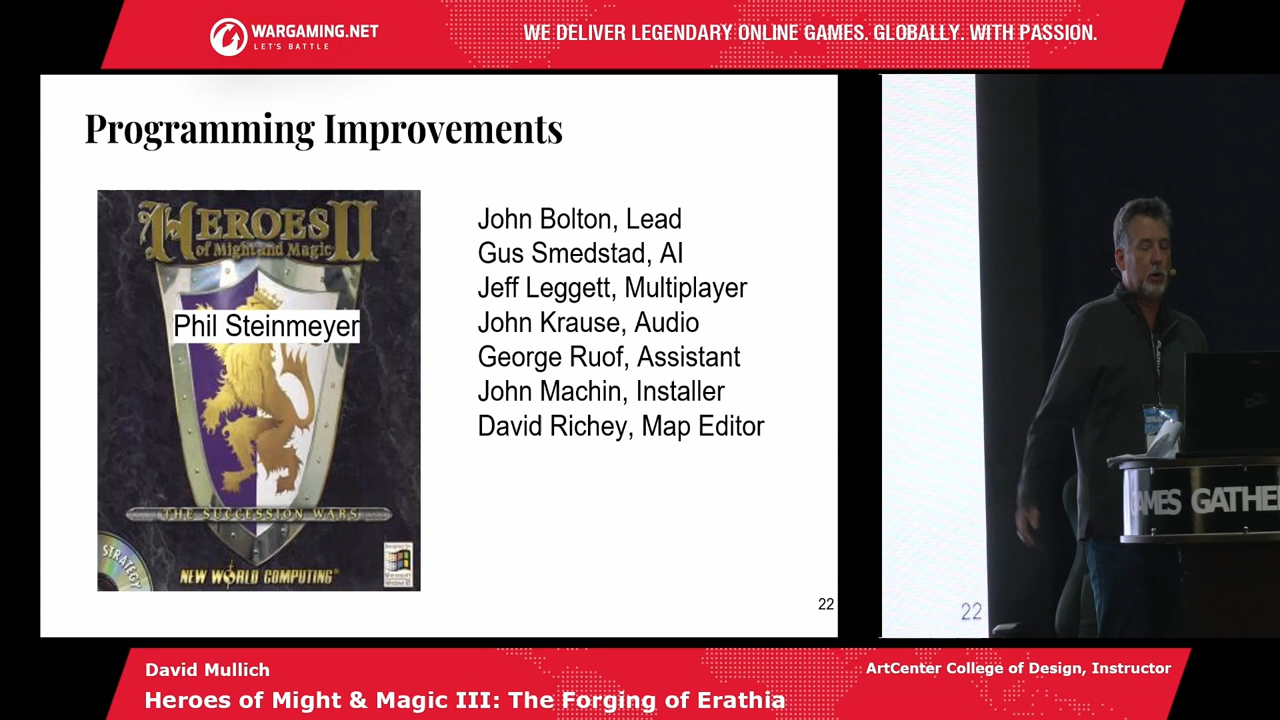 WARGAMING.NET
LET'S BATTLE
WE DELIVER LEGENDARY ONLINE GAMES. GLOBALLY. WITH PASSION.
Programming Improvements
HEROES II
of Might and Magic
Phil Steinmeyer
THE SUCCESSION WARS
STRATEGY
NEW WORLD COMPUTING
John Bolton, Lead
Gus Smedstad, AI
Jeff Leggett, Multiplayer
John Krause, Audio
George Ruof, Assistant
John Machin, Installer
David Richey, Map Editor
22
22
GAMES GATHE
David Mullich
Heroes of Might & Magic III: The Forging of Erathia
ArtCenter College of Design, Instructor